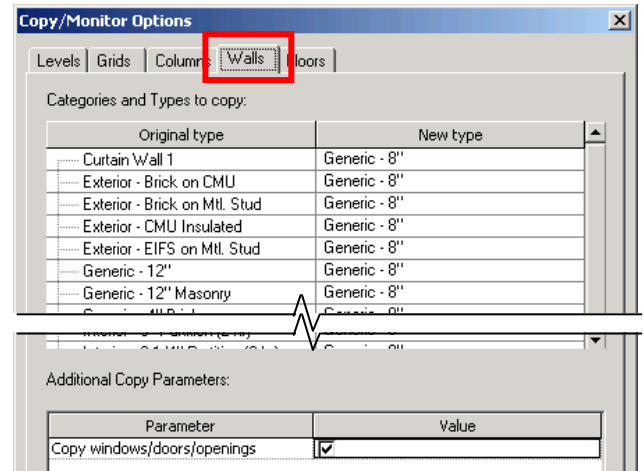 Copy/Monitor Options
Levels Grids Columns Walls Floors
Categories and Types to copy:
Original type New type
Curtain Wall 1 Generic - 8"
Exterior - Brick on CMU Generic - 8"
Exterior - Brick on Mtl. Stud Generic - 8"
Exterior - CMU Insulated Generic - 8"
Exterior - EIFS on Mtl. Stud Generic - 8"
Generic - 12" Generic - 8"
Generic - 12" Masonry Generic - 8"
Additional Copy Parameters:
Parameter Value
Copy windows/doors/openings